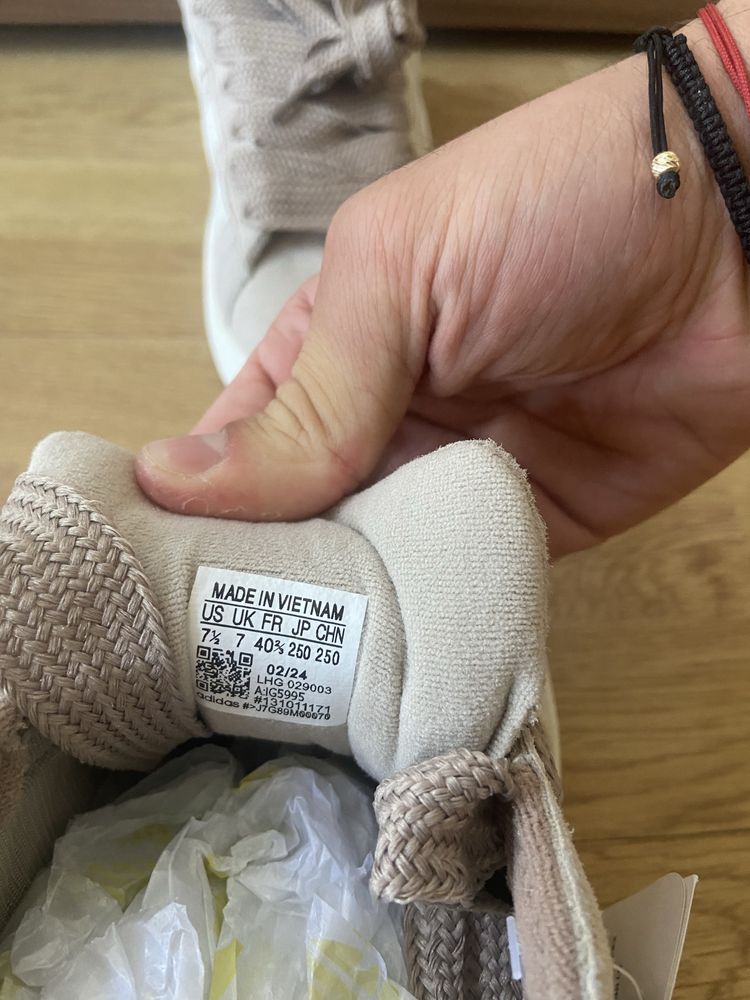 MADE IN VIETNAM
US UK FR JP CHN
7½ 7 40⅔ 250 250
02/24
LHG 029003
A:IG5995
#131011171
adidas #>J7G89M00070